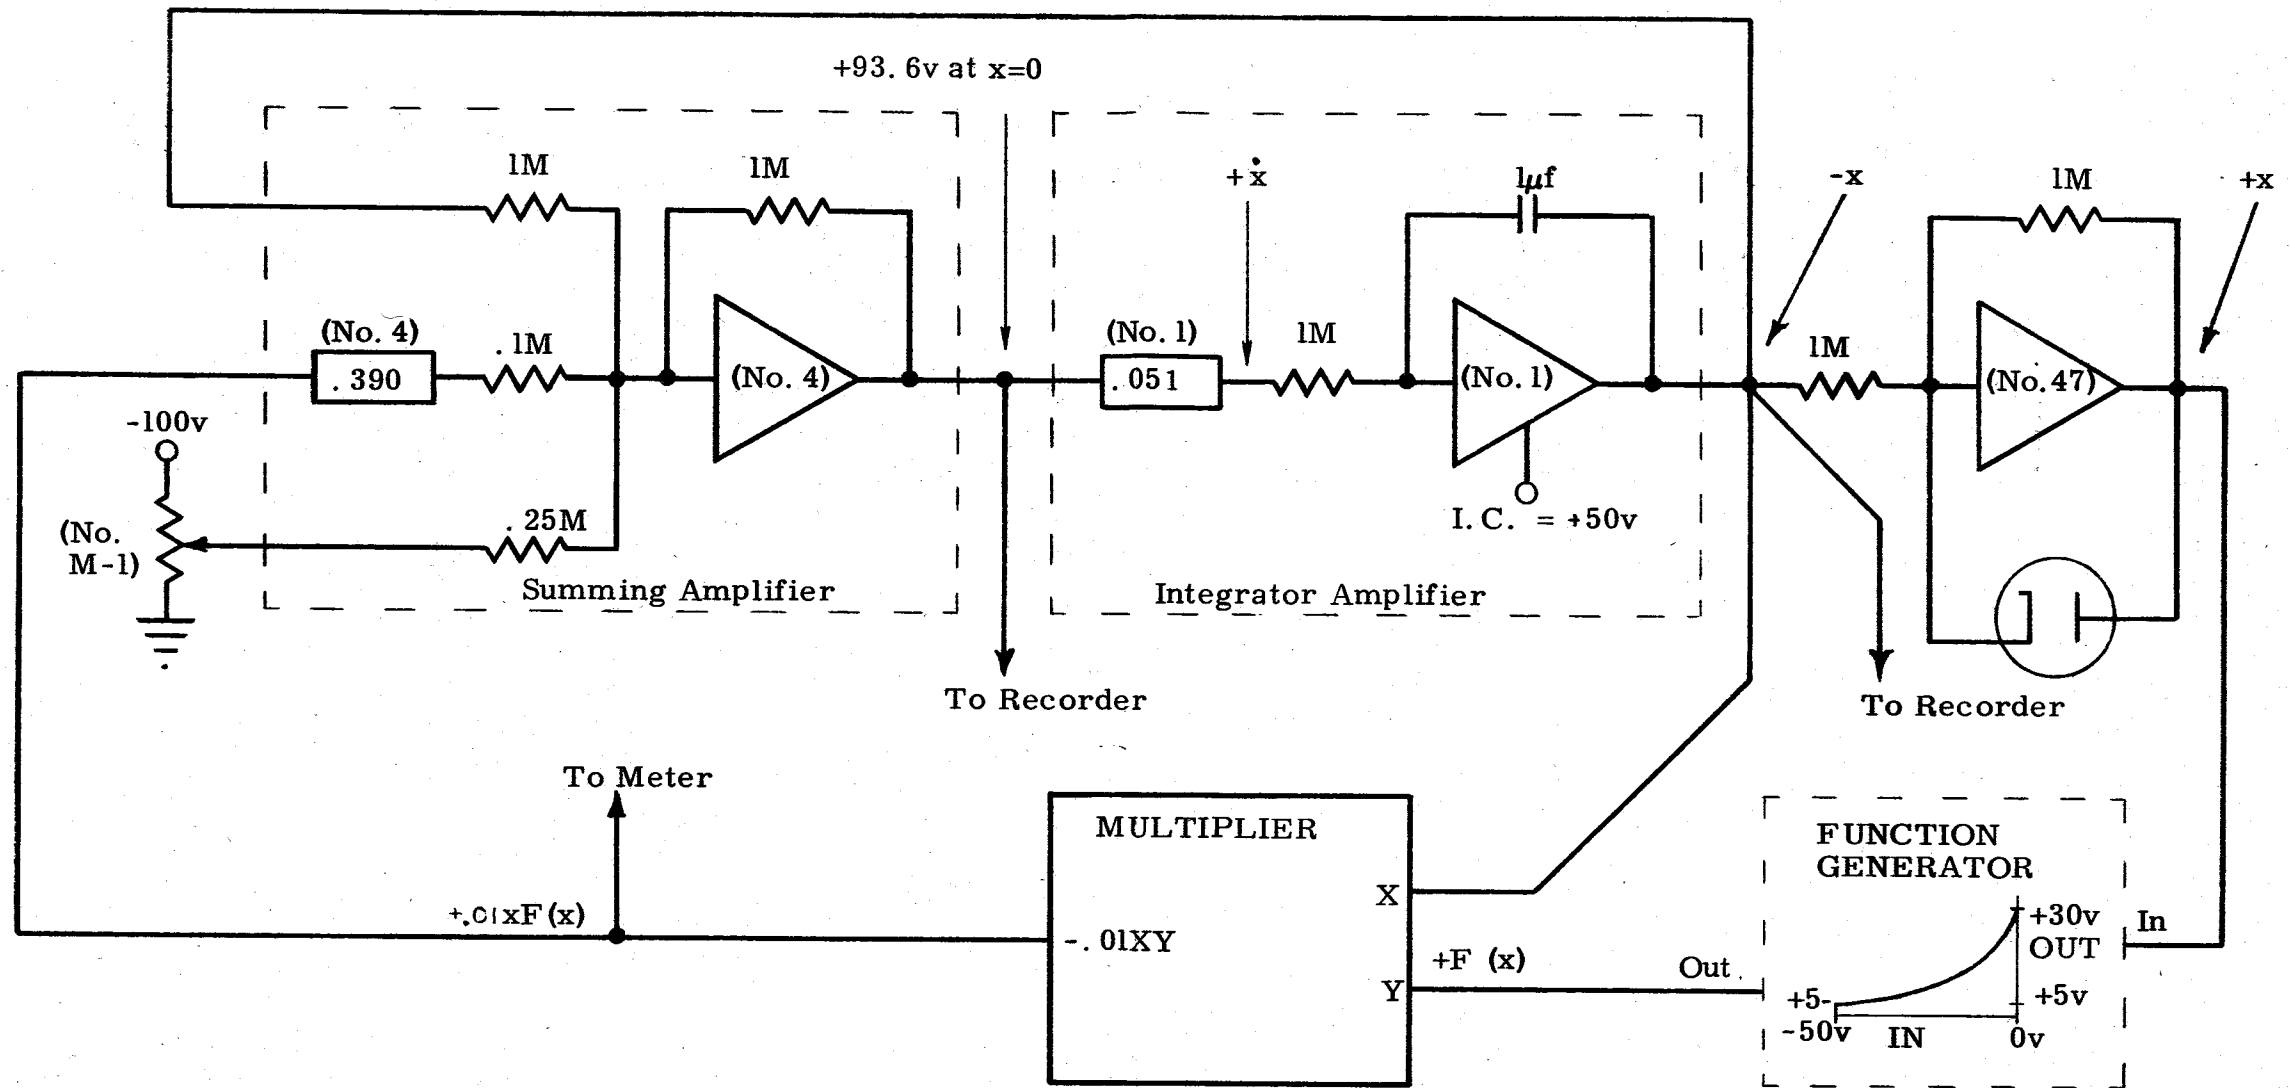 +93.6v at x=0
1M
1M
+ẋ
1μf
-x
1M
+x
(No. 4)
.390
.1M
(No. 4)
(No. 1)
.051
1M
(No. 1)
1M
(No. 47)
-100v
(No.
M-1)
.25M
I.C. = +50v
Summing Amplifier
Integrator Amplifier
To Recorder
To Recorder
To Meter
MULTIPLIER
FUNCTION
GENERATOR
X
+.01xF(x)
-.01XY
+30v
OUT
In
+F (x)
Out
Y
+5-
+5v
-50v
IN
0v